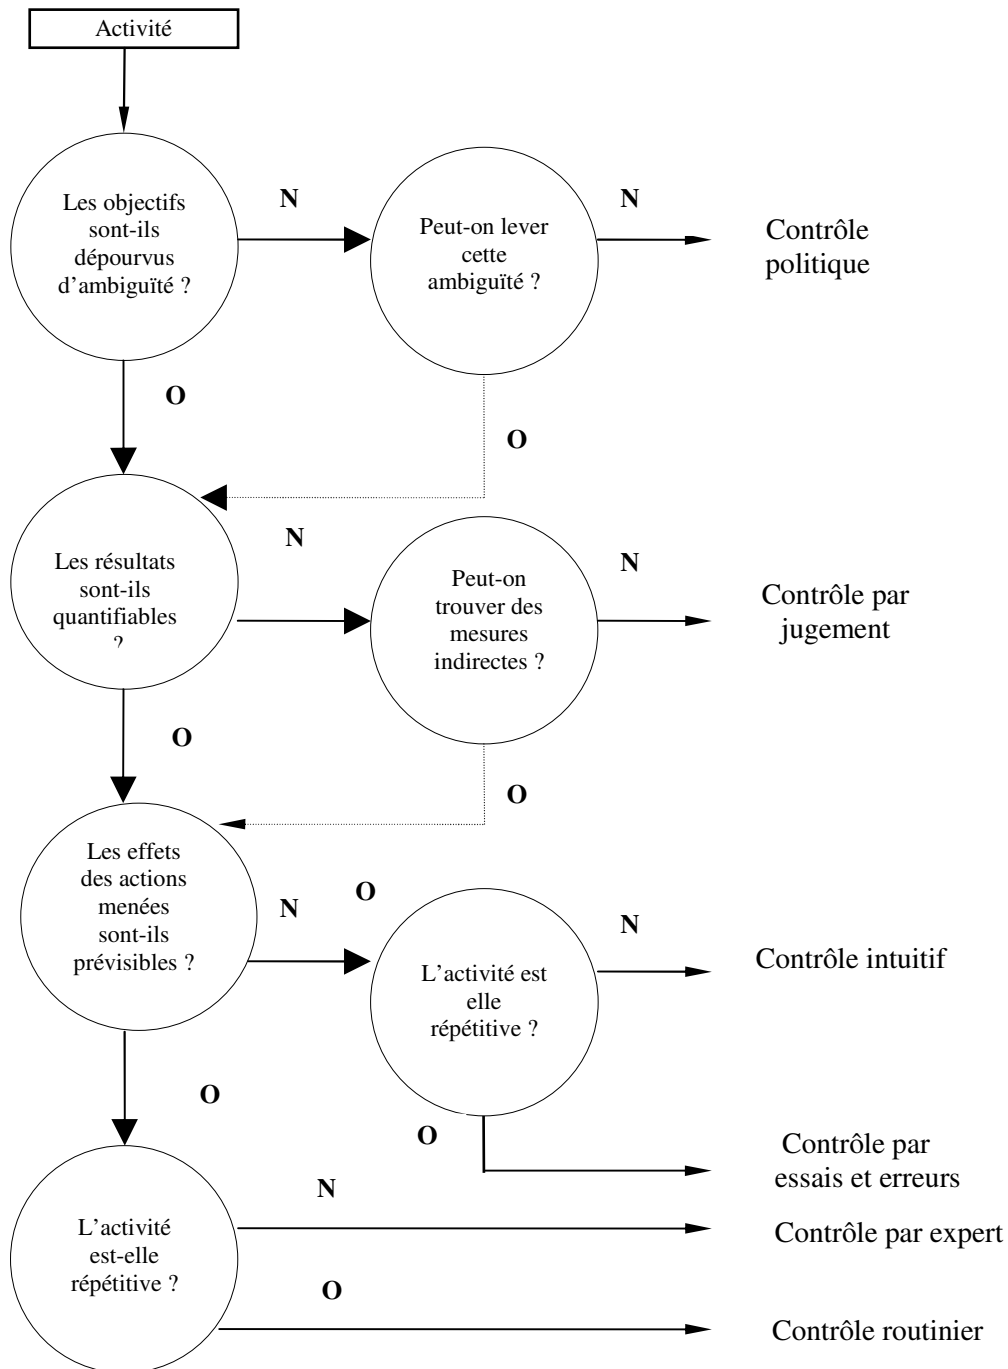 Activité
Les objectifs
sont-ils
dépourvus
d’ambiguïté ?
N
Peut-on lever
cette
ambiguïté ?
N
Contrôle
politique
O
O
Les résultats
sont-ils
quantifiables
?
N
Peut-on
trouver des
mesures
indirectes ?
N
Contrôle par
jugement
O
O
Les effets
des actions
menées
sont-ils
prévisibles ?
N
O
L’activité est
elle
répétitive ?
N
Contrôle intuitif
O
O
Contrôle par
essais et erreurs
L’activité
est-elle
répétitive ?
N
Contrôle par expert
O
Contrôle routinier